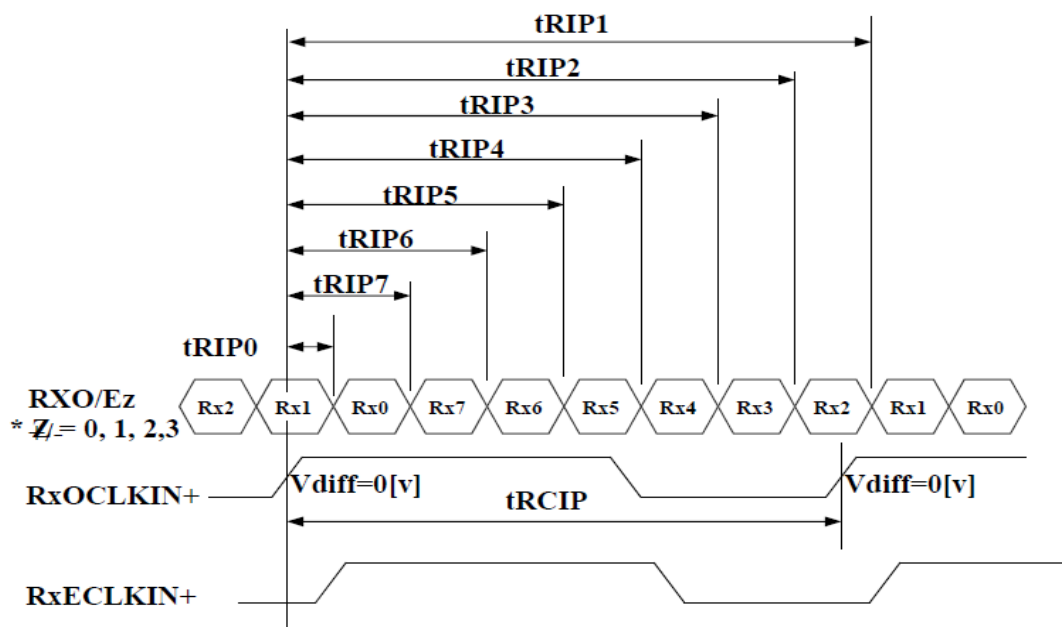 tRIP1
tRIP2
tRIP3
tRIP4
tRIP5
tRIP6
tRIP7
tRIP0
RXO/Ez
Rx2 Rx1 Rx0 Rx7 Rx6 Rx5 Rx4 Rx3 Rx2 Rx1 Rx0
* Z = 0, 1, 2,3
RxOCLKIN+ Vdiff=0[v] Vdiff=0[v]
tRCIP
RxECLKIN+